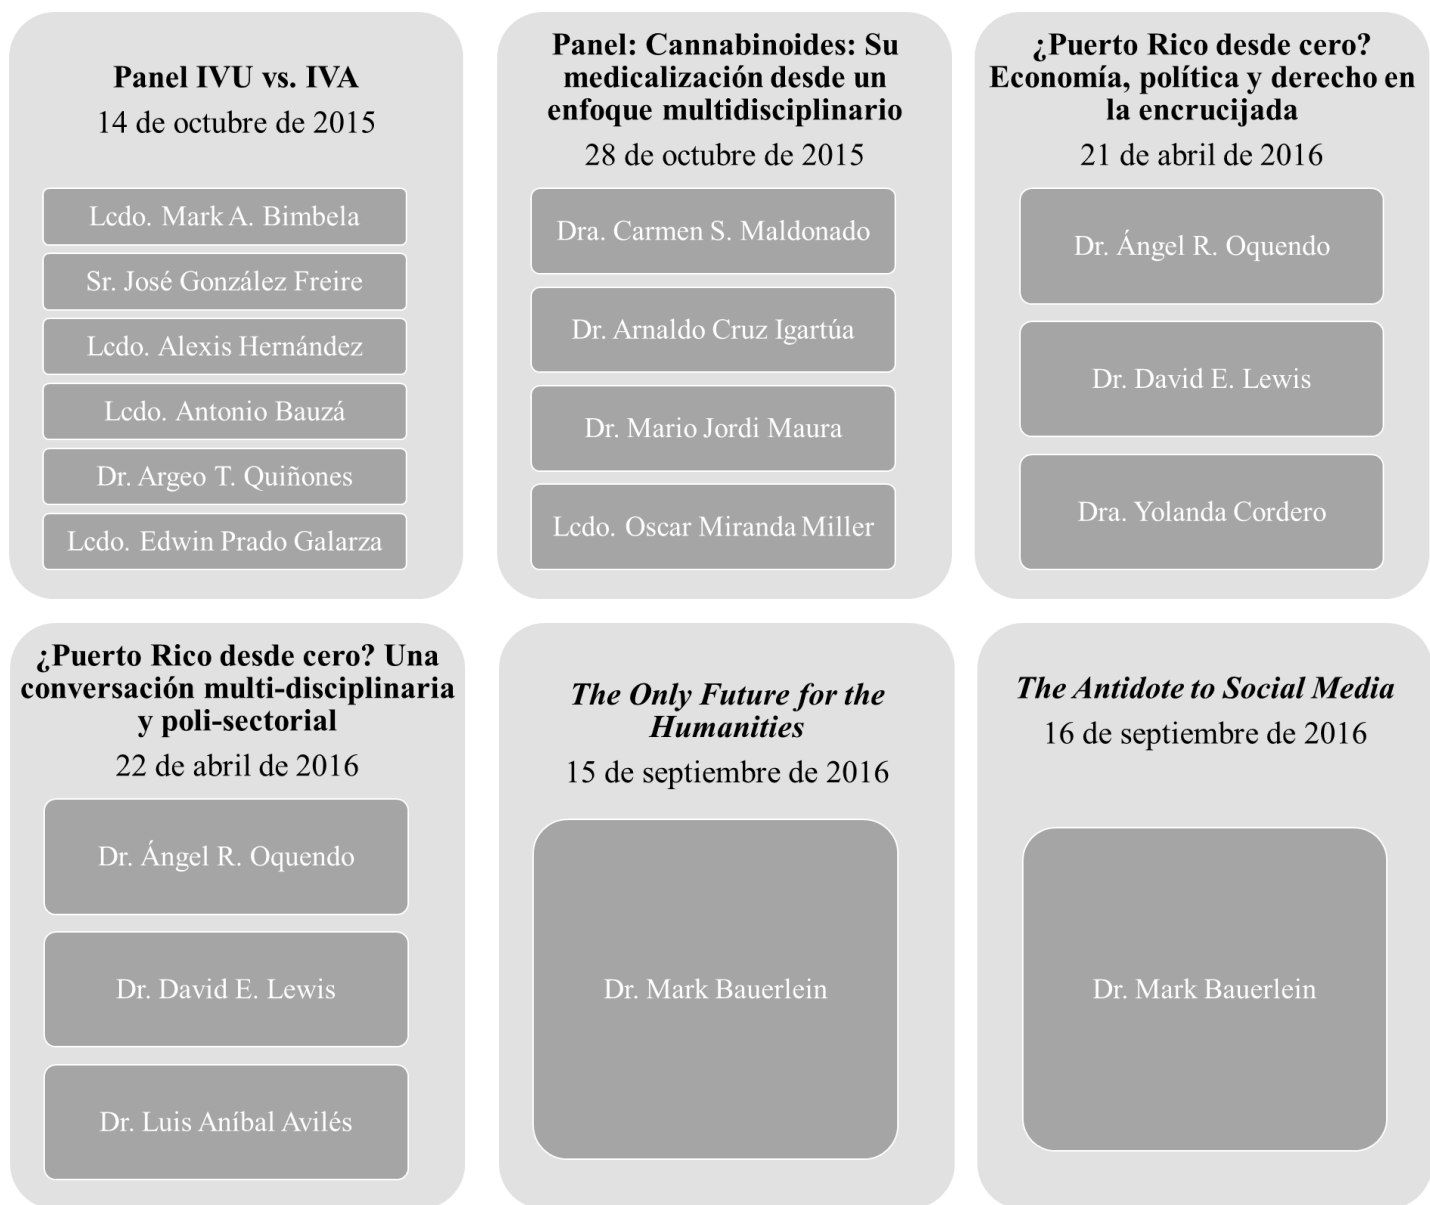 Panel IVU vs. IVA
14 de octubre de 2015
Lcdo. Mark A. Bimbela
Sr. José González Freire
Lcdo. Alexis Hernández
Lcdo. Antonio Bauzá
Dr. Argeo T. Quiñones
Lcdo. Edwin Prado Galarza
Panel: Cannabinoides: Su
medicalización desde un
enfoque multidisciplinario
28 de octubre de 2015
Dra. Carmen S. Maldonado
Dr. Arnaldo Cruz Igartúa
Dr. Mario Jordi Maura
Lcdo. Oscar Miranda Miller
¿Puerto Rico desde cero?
Economía, política y derecho en
la encrucijada
21 de abril de 2016
Dr. Ángel R. Oquendo
Dr. David E. Lewis
Dra. Yolanda Cordero
¿Puerto Rico desde cero? Una
conversación multi-disciplinaria
y poli-sectorial
22 de abril de 2016
Dr. Ángel R. Oquendo
Dr. David E. Lewis
Dr. Luis Aníbal Avilés
The Only Future for the
Humanities
15 de septiembre de 2016
Dr. Mark Bauerlein
The Antidote to Social Media
16 de septiembre de 2016
Dr. Mark Bauerlein